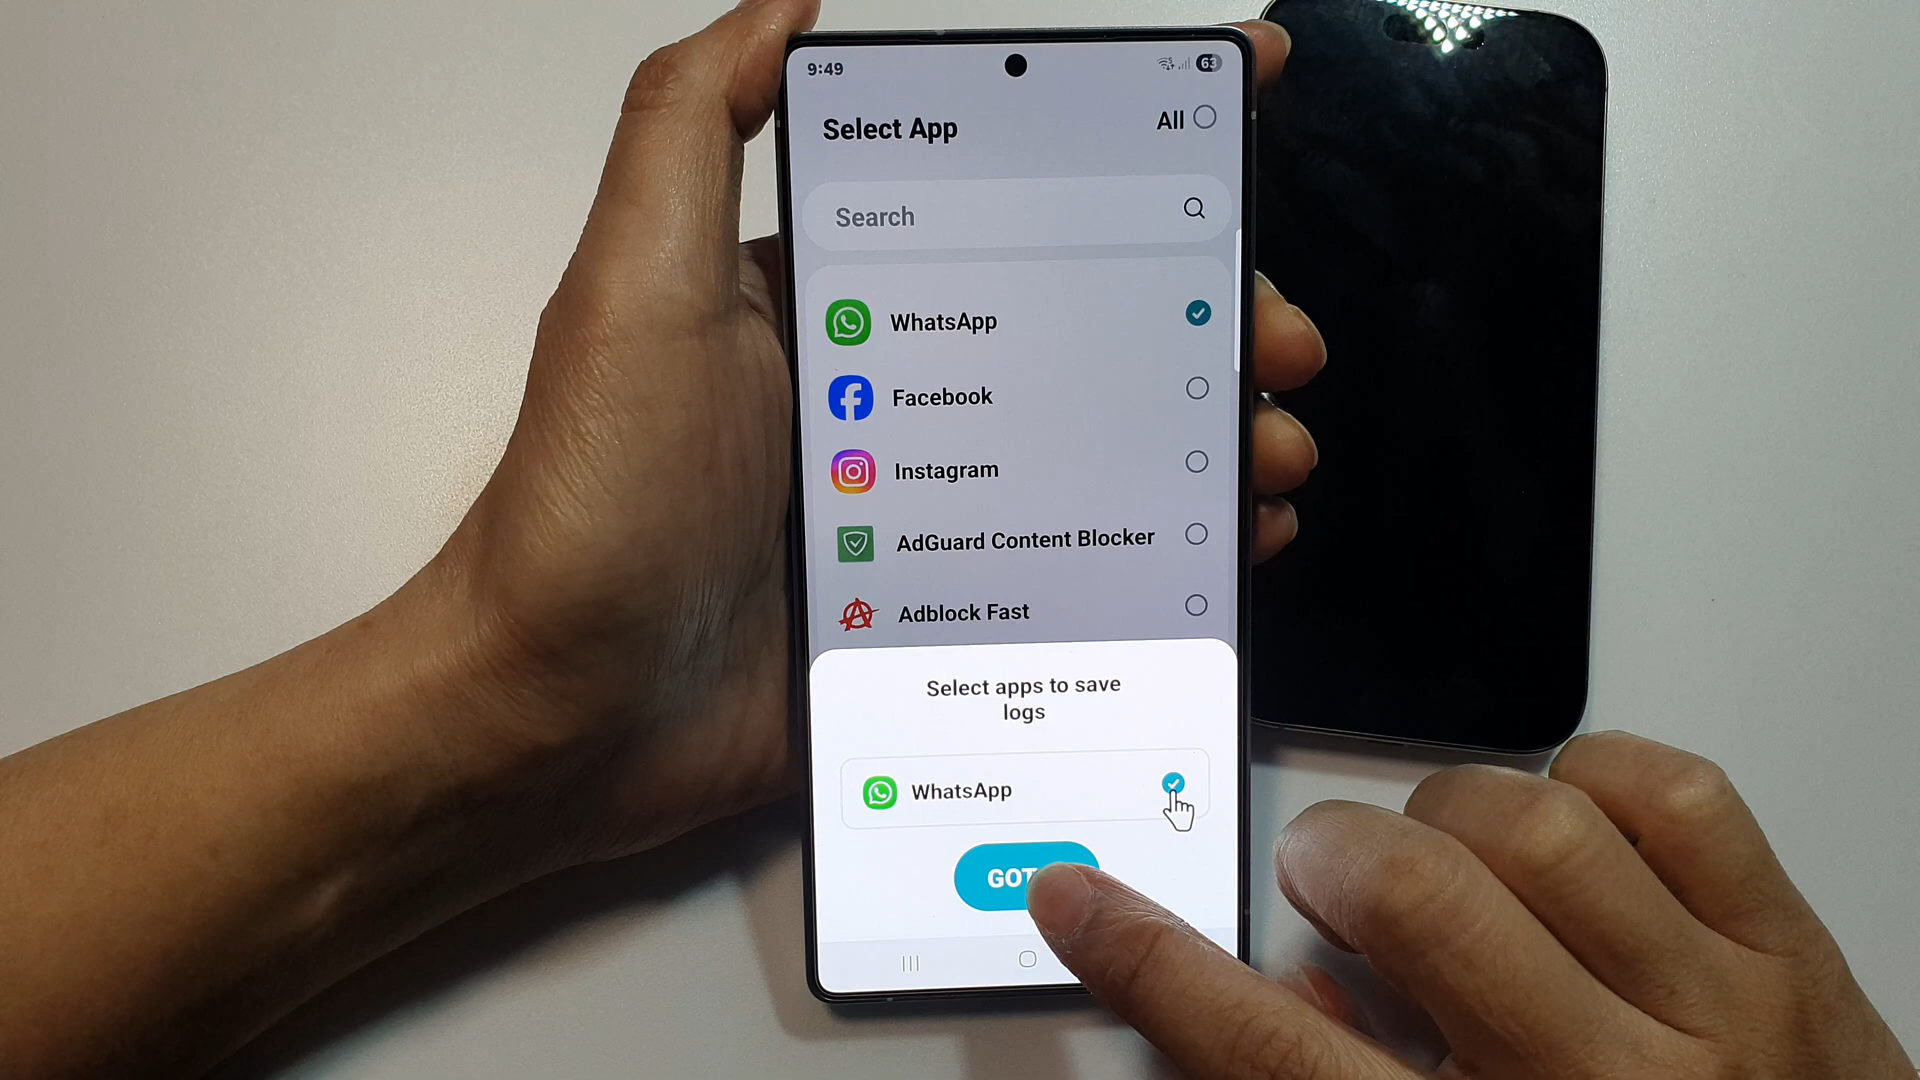 9:49
63
Select App
All
Search
WhatsApp
Facebook
Instagram
AdGuard Content Blocker
Adblock Fast
Select apps to save
logs
WhatsApp
GOT